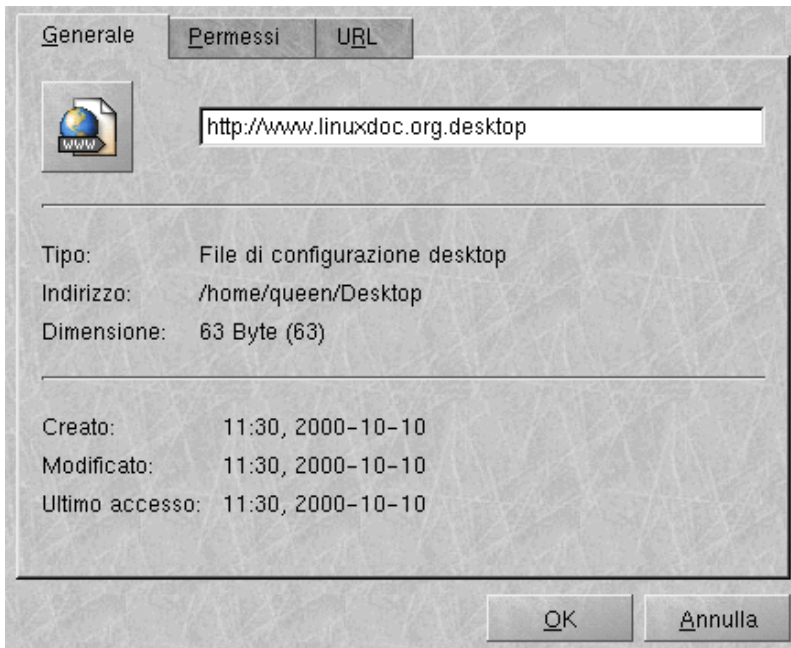 Generale Permessi URL
http://www.linuxdoc.org.desktop
WWW
Tipo: File di configurazione desktop
Indirizzo: /home/queen/Desktop
Dimensione: 63 Byte (63)
Creato: 11:30, 2000-10-10
Modificato: 11:30, 2000-10-10
Ultimo accesso: 11:30, 2000-10-10
OK Annulla